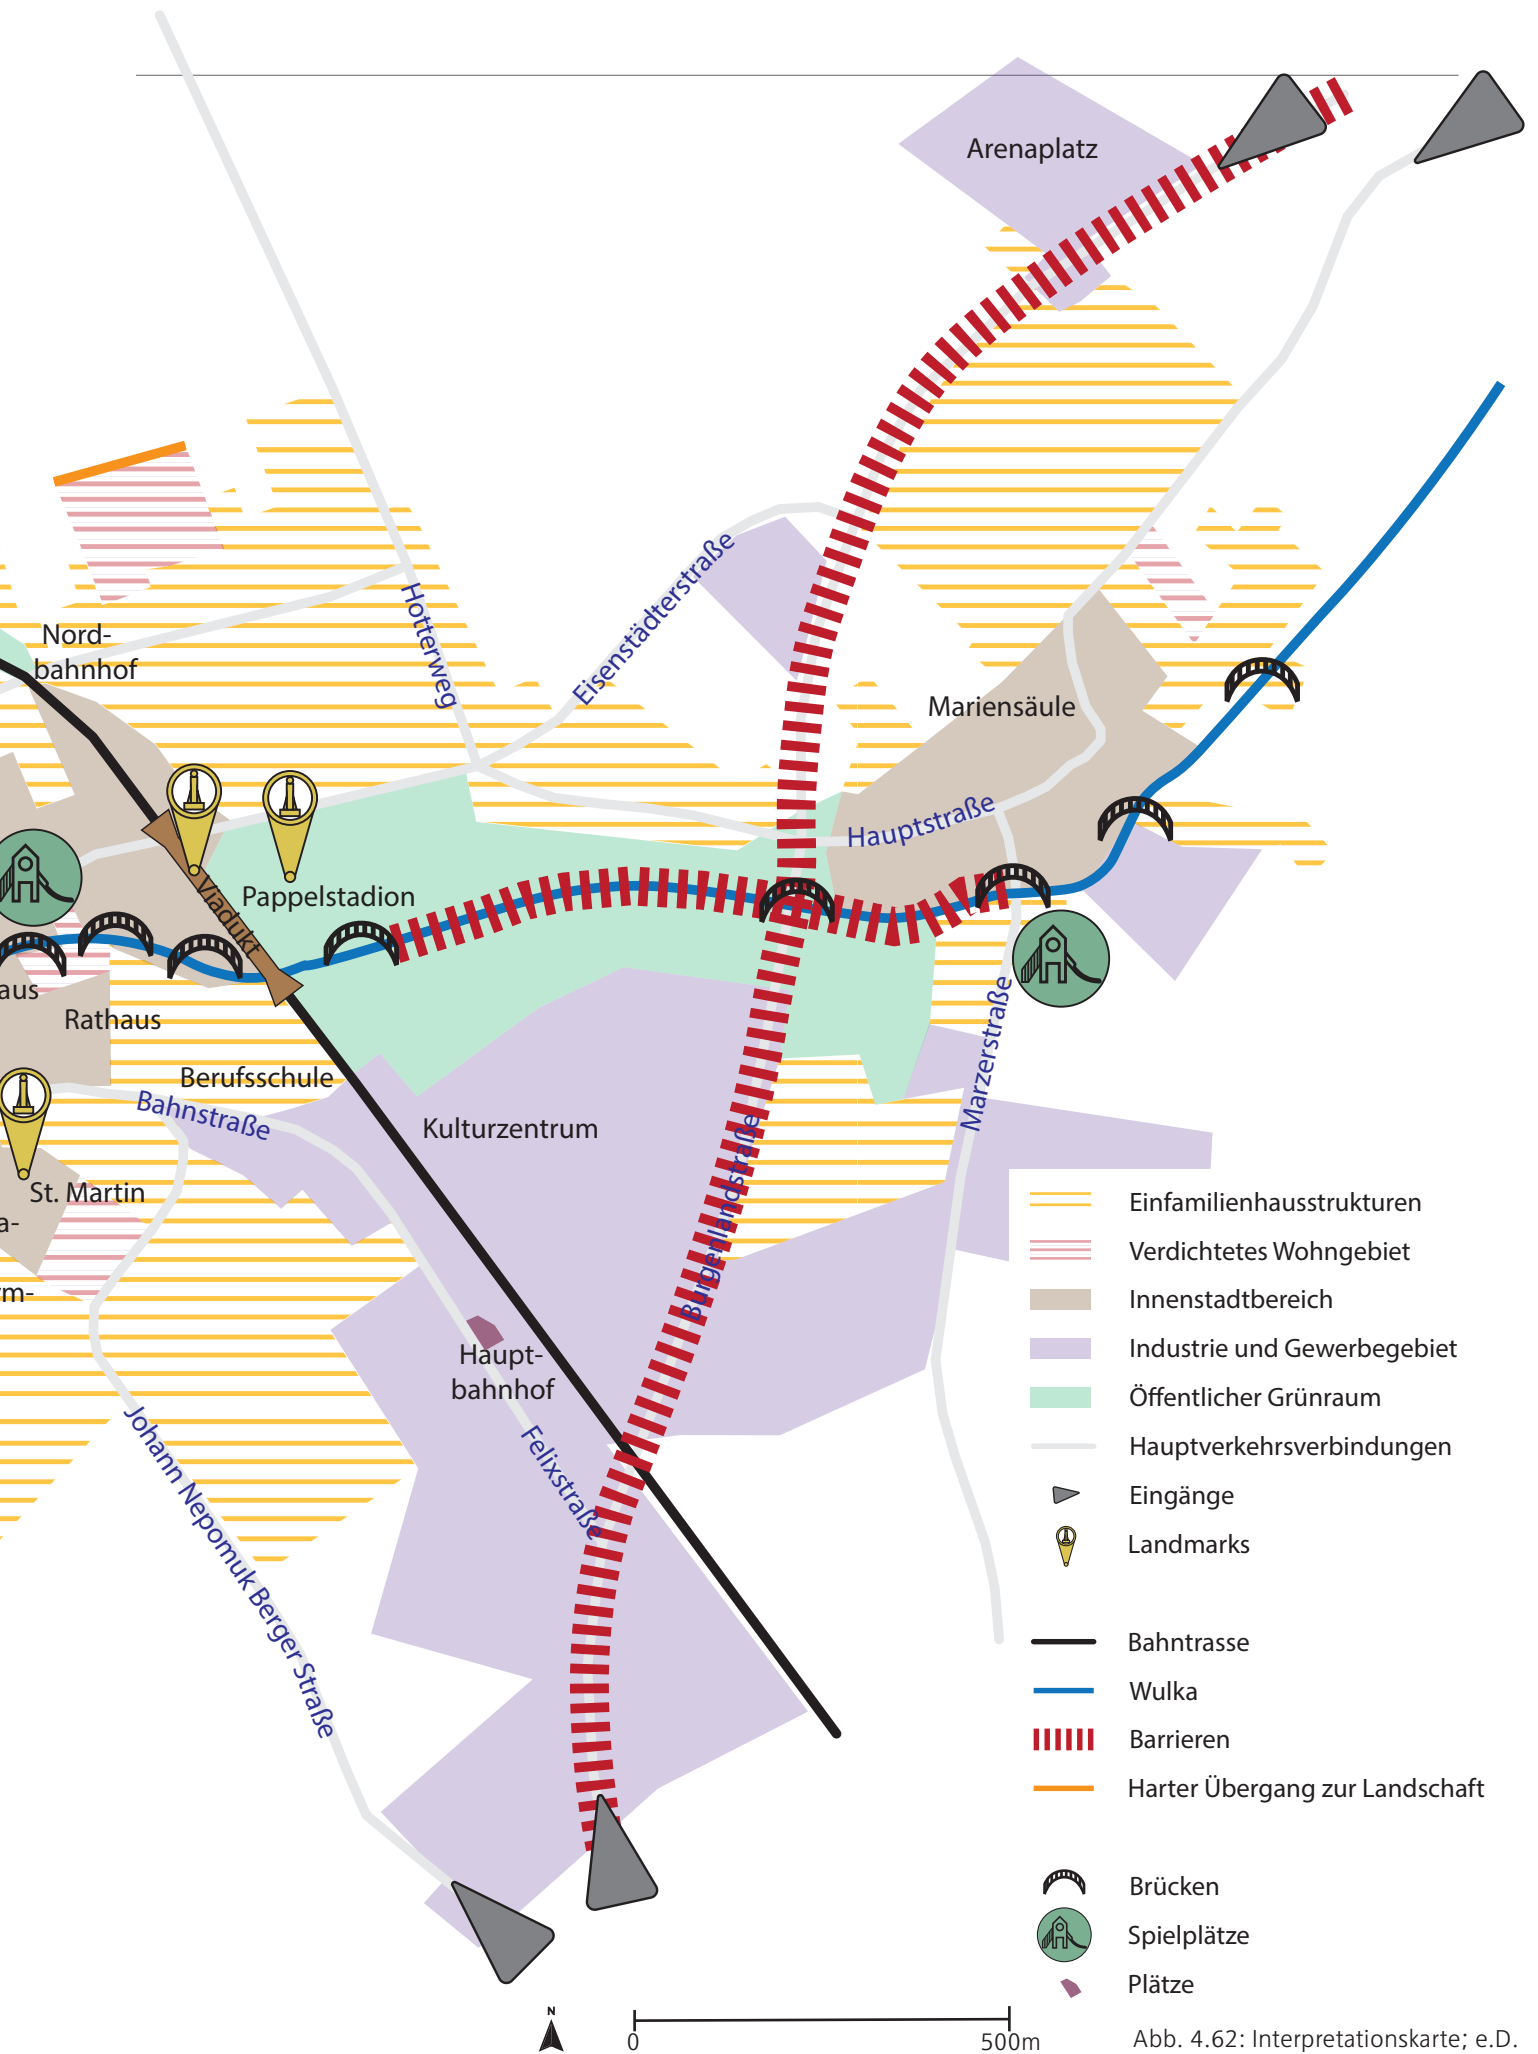 Arenaplatz
Nord-
bahnhof
Hotterweg
Eisenstädterstraße
Mariensäule
Hauptstraße
Viadukt
Pappelstadion
aus
Rathaus
Marzerstraße
Berufsschule
Bahnstraße
Kulturzentrum
Burgenlandstraße
St. Martin
a-
m-
Haupt-
bahnhof
Felixstraße
Johann Nepomuk Berger Straße
Einfamilienhausstrukturen
Verdichtetes Wohngebiet
Innenstadtbereich
Industrie und Gewerbegebiet
Öffentlicher Grünraum
Hauptverkehrsverbindungen
Eingänge
Landmarks
Bahntrasse
Wulka
Barrieren
Harter Übergang zur Landschaft
Brücken
Spielplätze
Plätze
N
0
500m
Abb. 4.62: Interpretationskarte; e.D.